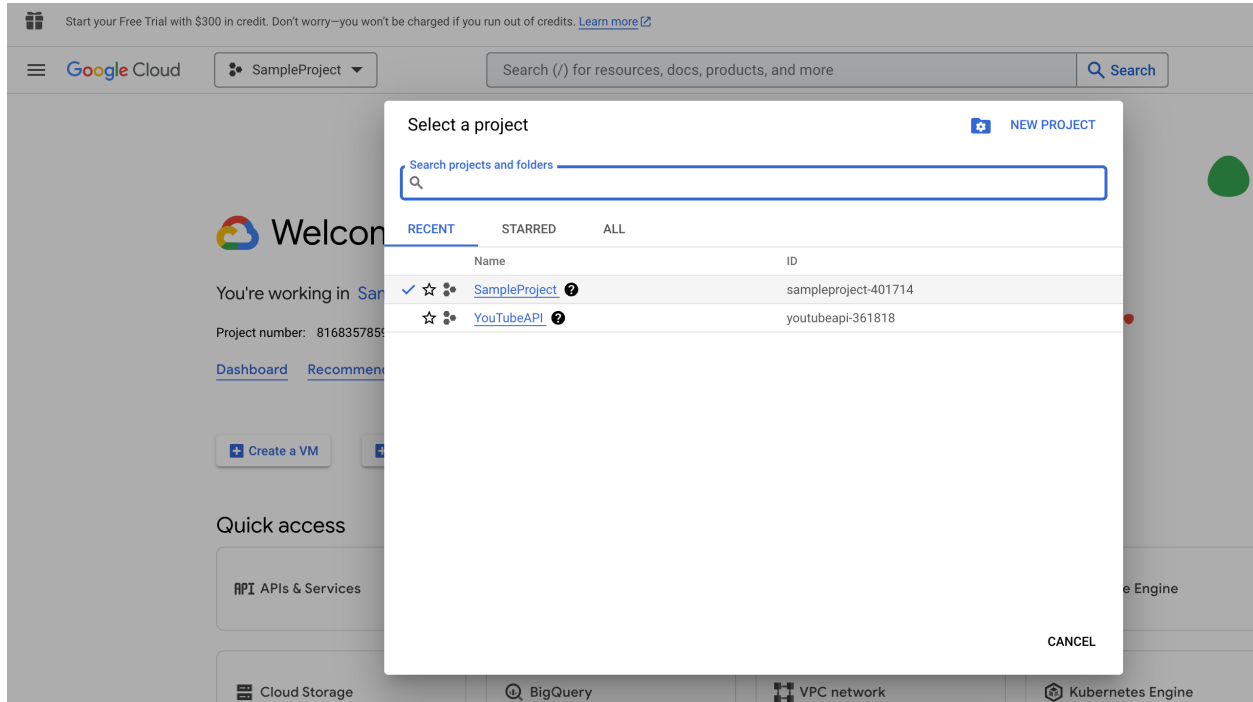 Start your Free Trial with $300 in credit. Don't worry—you won't be charged if you run out of credits. Learn more
Google Cloud
SampleProject
Search (/) for resources, docs, products, and more
Search
Select a project
NEW PROJECT
Search projects and folders
RECENT
STARRED
ALL
Name
ID
SampleProject
sampleproject-401714
YouTubeAPI
youtubeapi-361818
CANCEL
Welcon
You're working in Sar
Project number: 816835785
Dashboard
Recommen
Create a VM
Quick access
API APIs & Services
e Engine
Cloud Storage
BigQuery
VPC network
Kubernetes Engine